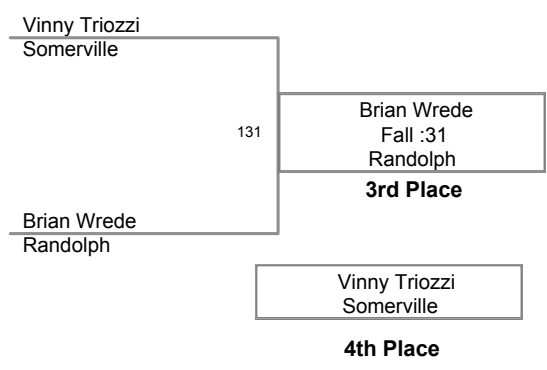 Vinny Triozzi
Somerville
131
Brian Wrede
Fall :31
Randolph
3rd Place
Brian Wrede
Randolph
Vinny Triozzi
Somerville
4th Place